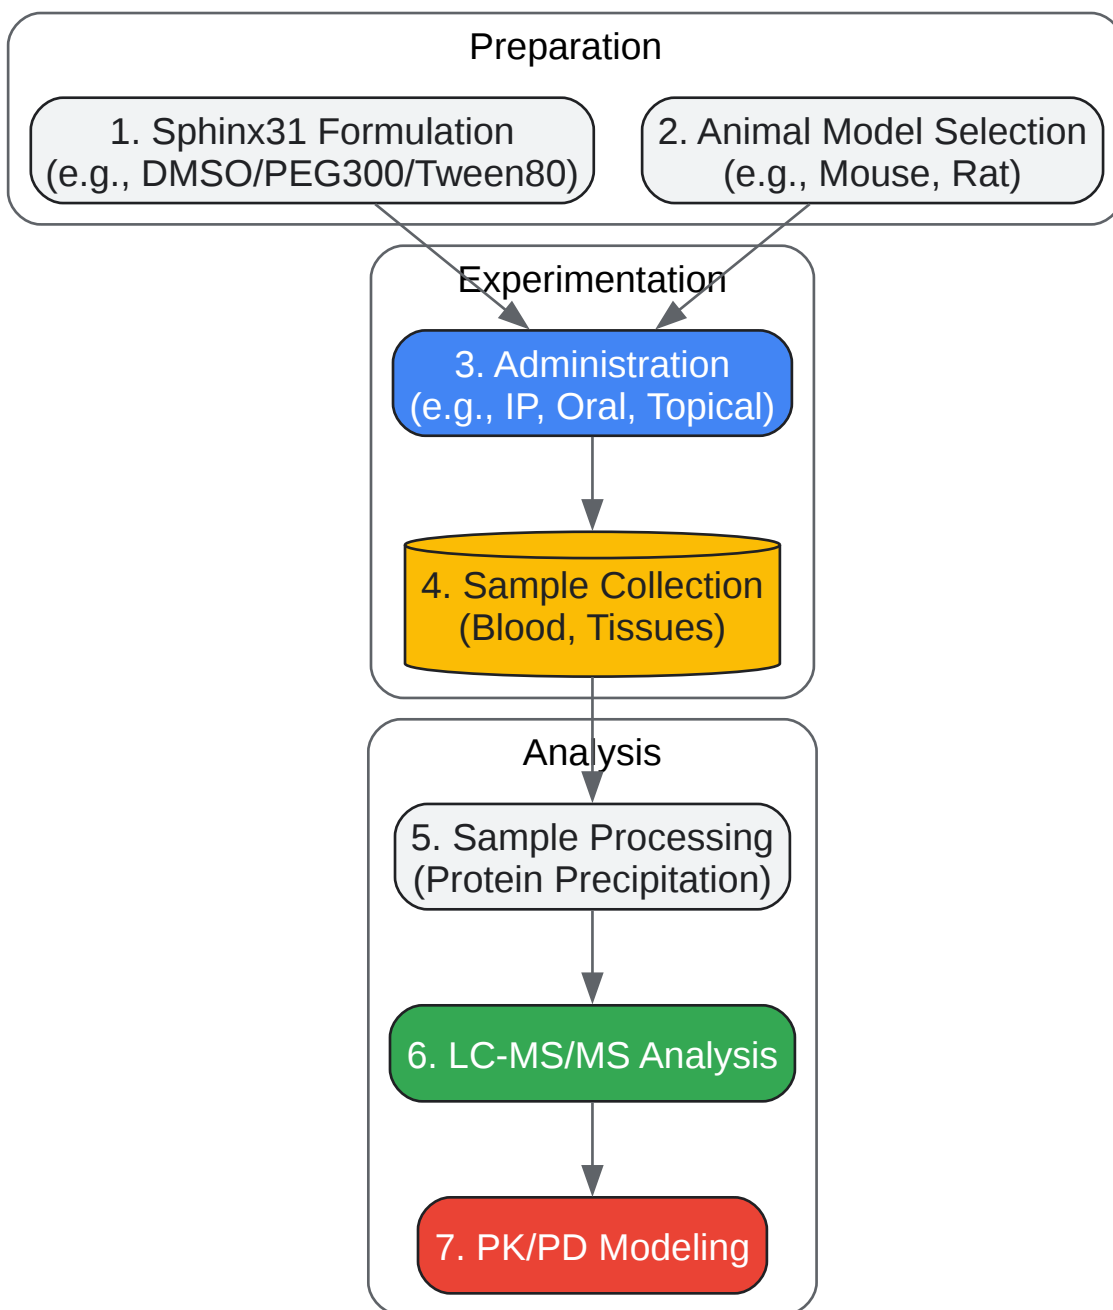 Preparation
1. Sphinx31 Formulation
(e.g., DMSO/PEG300/Tween80)
2. Animal Model Selection
(e.g., Mouse, Rat)
Experimentation
3. Administration
(e.g., IP, Oral, Topical)
4. Sample Collection
(Blood, Tissues)
Analysis
5. Sample Processing
(Protein Precipitation)
6. LC-MS/MS Analysis
7. PK/PD Modeling